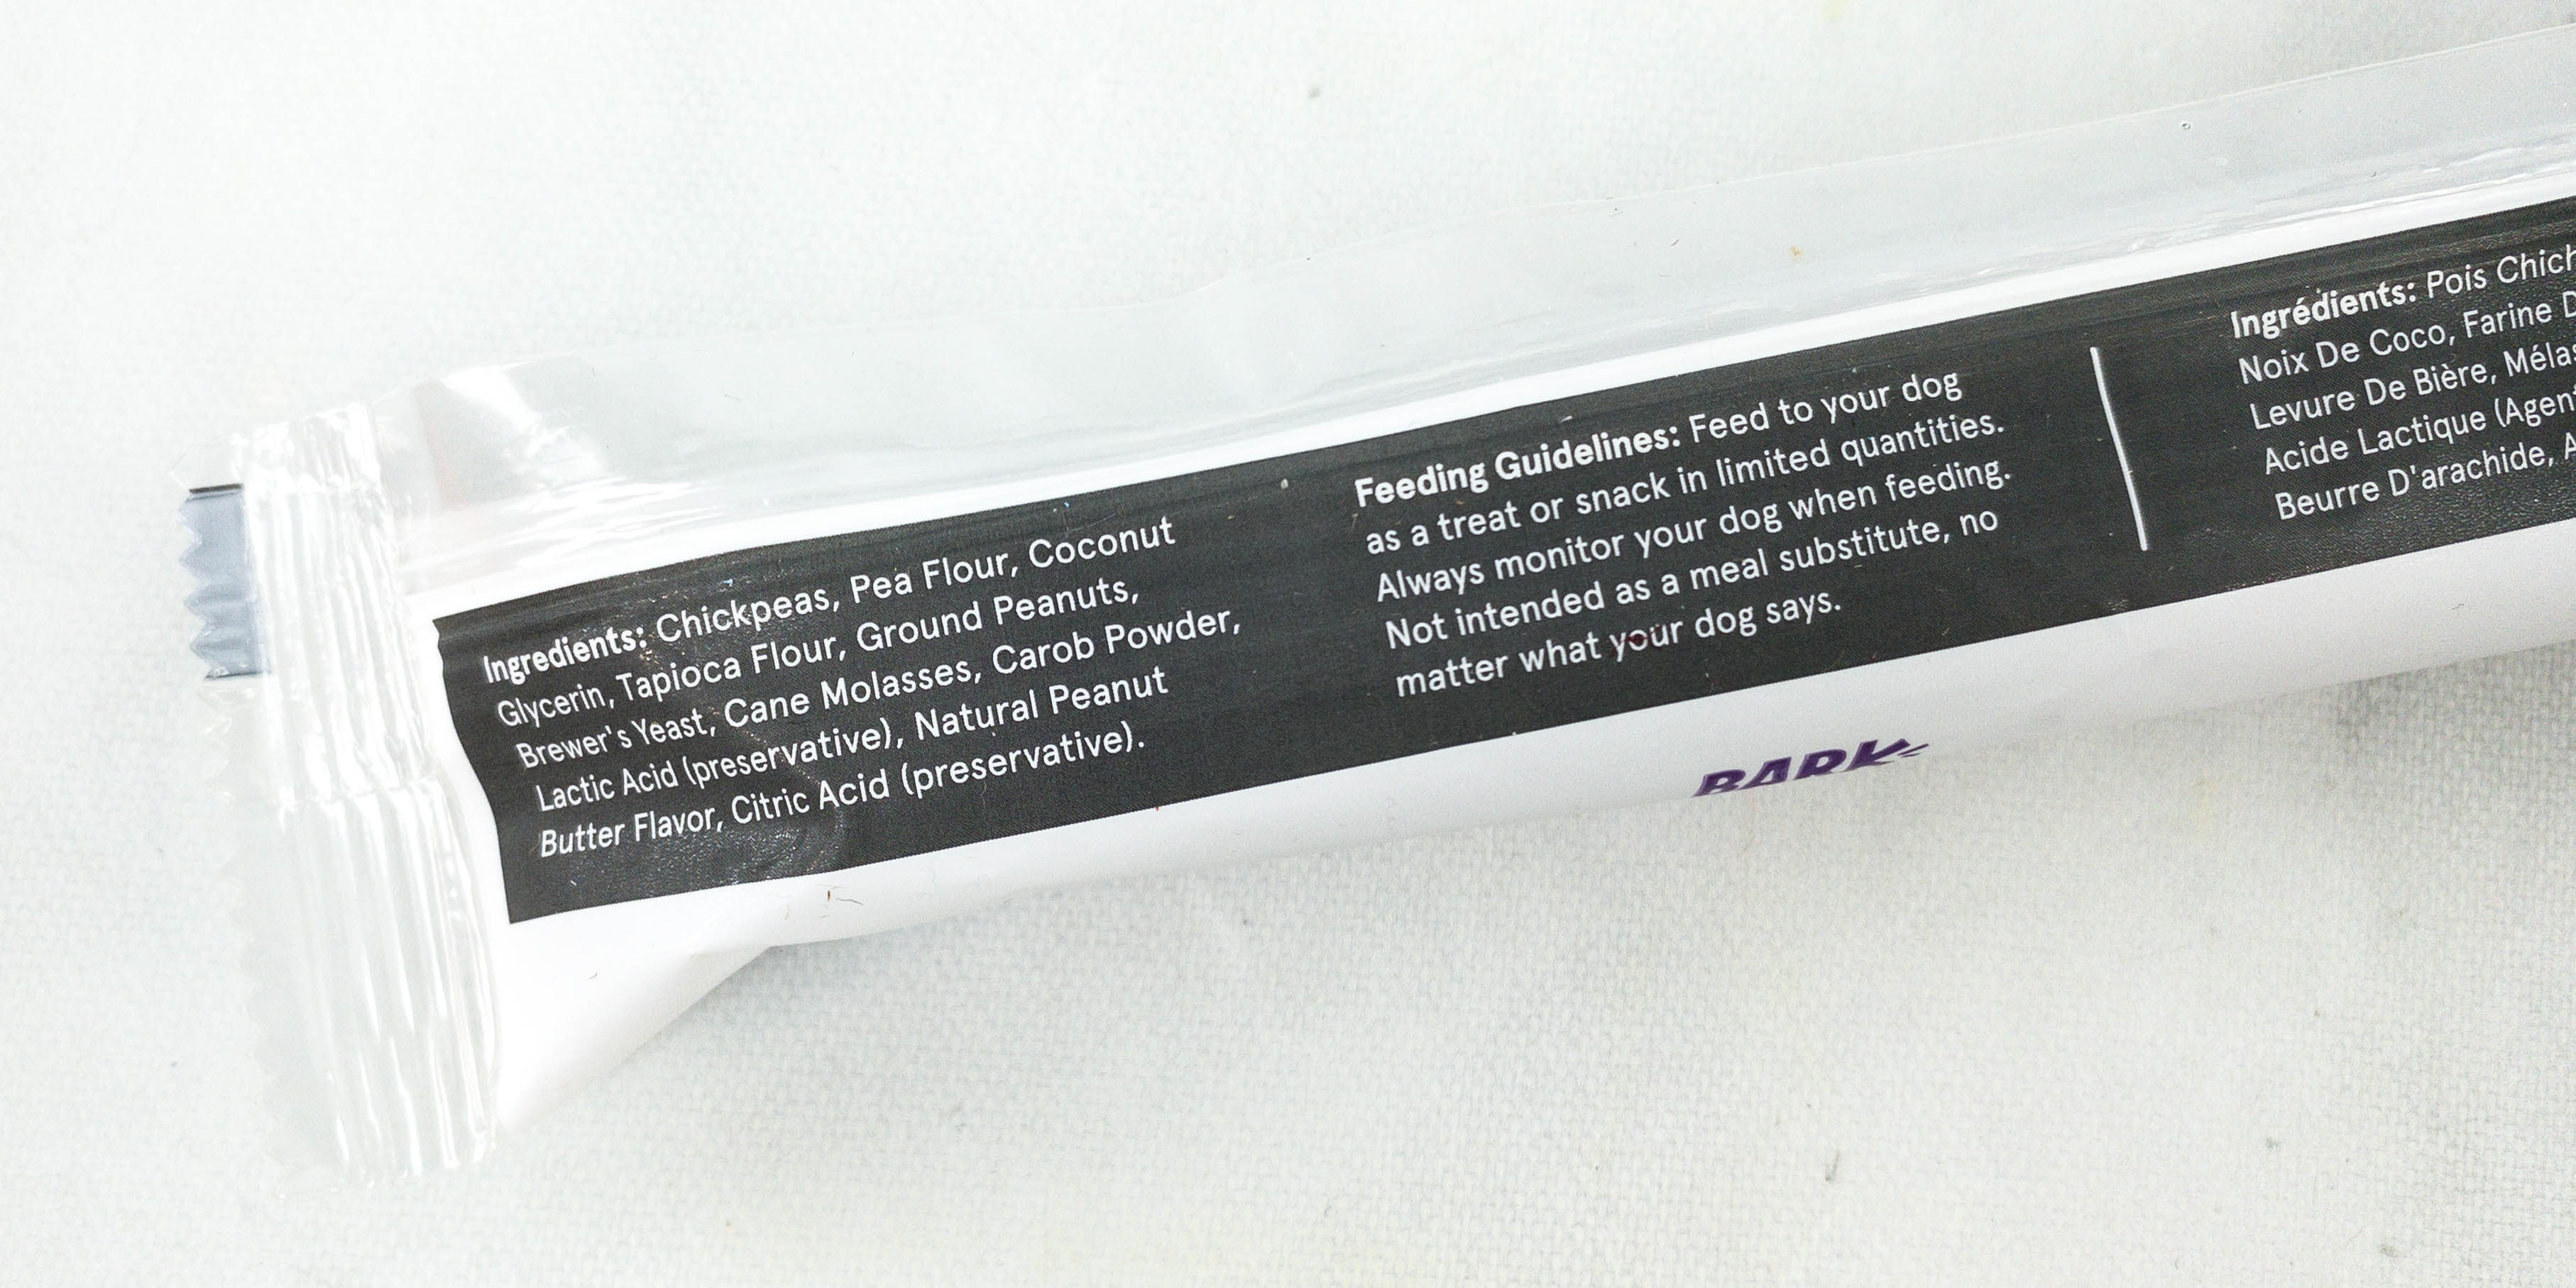 Ingredients: Chickpeas, Pea Flour, Coconut
Glycerin, Tapioca Flour, Ground Peanuts,
Brewer's Yeast, Cane Molasses, Carob Powder,
Lactic Acid (preservative), Natural Peanut
Butter Flavor, Citric Acid (preservative).
Feeding Guidelines: Feed to your dog
as a treat or snack in limited quantities.
Always monitor your dog when feeding.
Not intended as a meal substitute, no
matter what your dog says.
Ingrédients: Pois
Noix De Coco, Farine
Levure De Bière,
Acide Lactique
Beurre D'arachide,
BARK